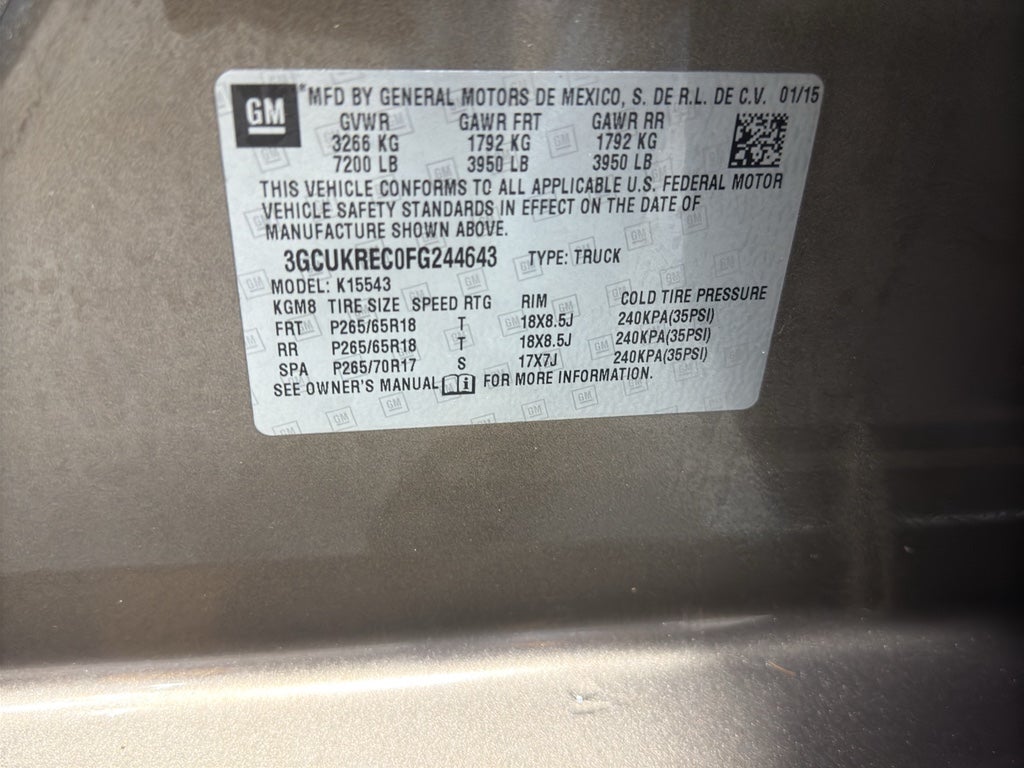 GM *MFD BY GENERAL MOTORS DE MEXICO, S. DE R.L. DE C.V. 01/15
GVWR GAWR FRT GAWR RR
3266 KG 1792 KG 1792 KG
7200 LB 3950 LB 3950 LB
THIS VEHICLE CONFORMS TO ALL APPLICABLE U.S. FEDERAL MOTOR
VEHICLE SAFETY STANDARDS IN EFFECT ON THE DATE OF
MANUFACTURE SHOWN ABOVE.
3GCUKREC0FG244643 TYPE: TRUCK
MODEL: K15543
KGM8 TIRE SIZE SPEED RTG RIM COLD TIRE PRESSURE
FRT P265/65R18 T 18X8.5J 240KPA(35PSI)
RR P265/65R18 T 18X8.5J 240KPA(35PSI)
SPA P265/70R17 S 17X7J 240KPA(35PSI)
SEE OWNER'S MANUAL i FOR MORE INFORMATION.